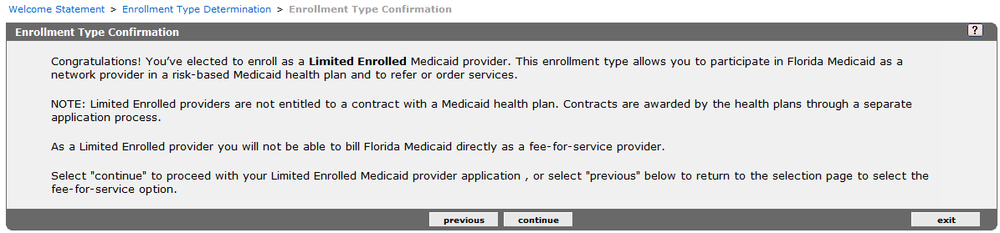 Welcome Statement > Enrollment Type Determination > Enrollment Type Confirmation
Enrollment Type Confirmation ?
Congratulations! You've elected to enroll as a Limited Enrolled Medicaid provider. This enrollment type allows you to participate in Florida Medicaid as a
network provider in a risk-based Medicaid health plan and to refer or order services.
NOTE: Limited Enrolled providers are not entitled to a contract with a Medicaid health plan. Contracts are awarded by the health plans through a separate
application process.
As a Limited Enrolled provider you will not be able to bill Florida Medicaid directly as a fee-for-service provider.
Select "continue" to proceed with your Limited Enrolled Medicaid provider application , or select "previous" below to return to the selection page to select the
fee-for-service option.
previous continue exit